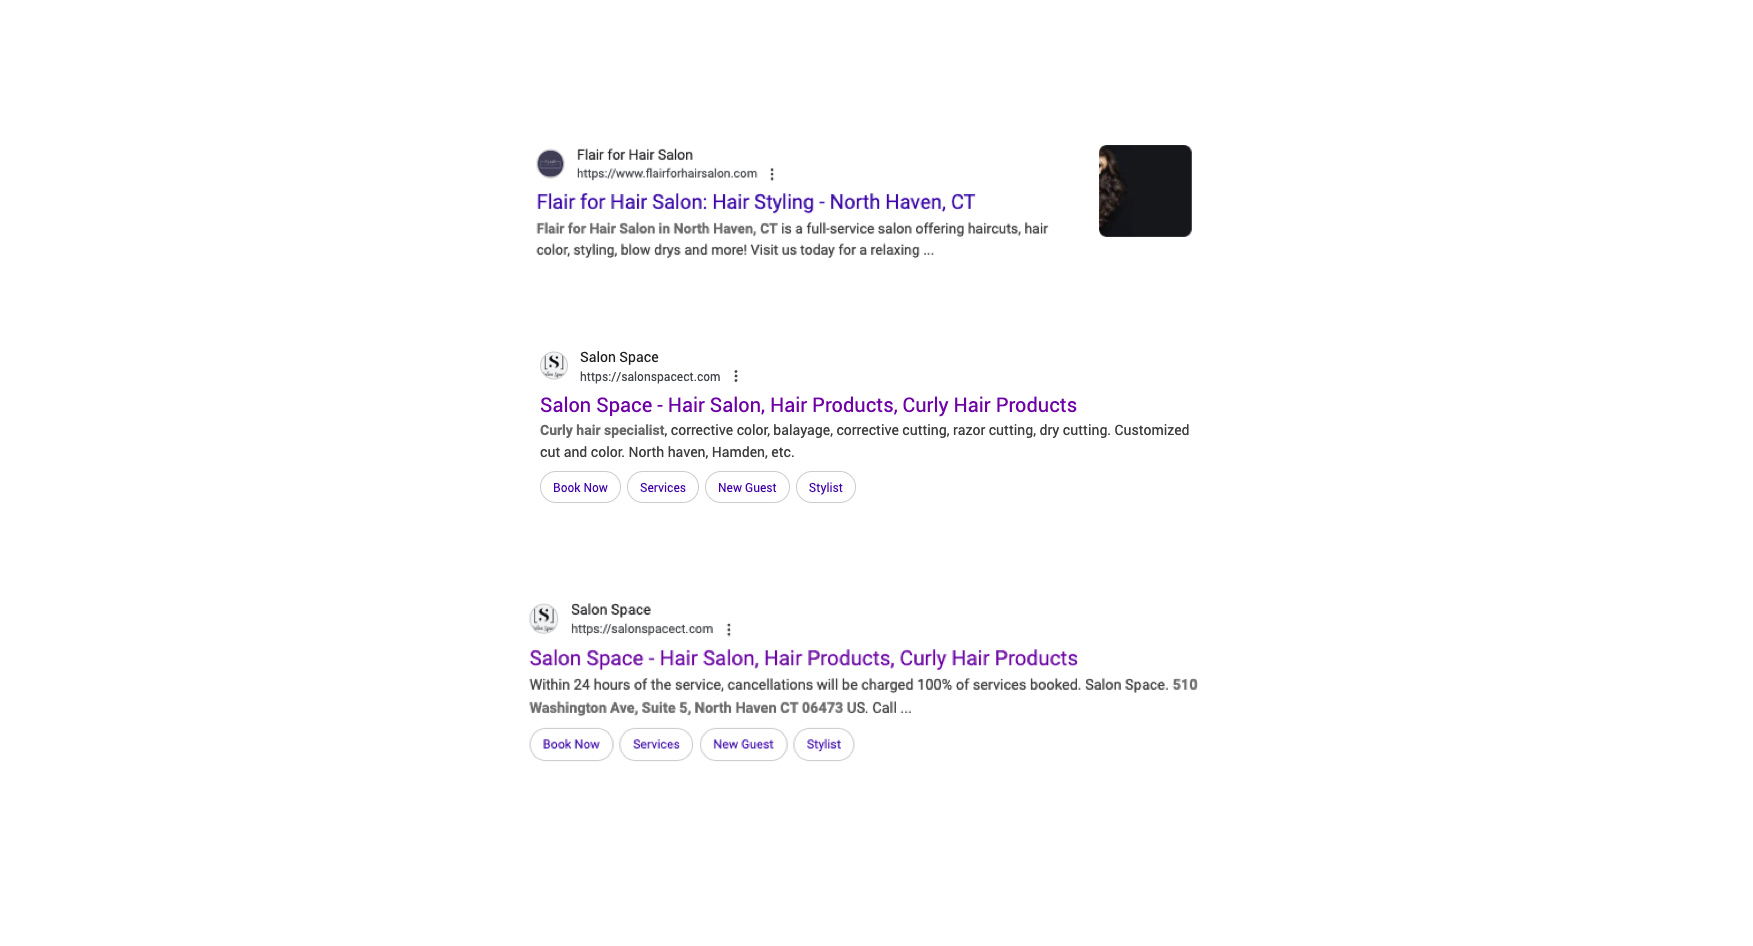 Flair for Hair Salon
https://www.flairforhairsalon.com
Flair for Hair Salon: Hair Styling - North Haven, CT
Flair for Hair Salon in North Haven, CT is a full-service salon offering haircuts, hair
color, styling, blow drys and more! Visit us today for a relaxing ...
[S]
Salon Space
https://salonspacect.com
Salon Space - Hair Salon, Hair Products, Curly Hair Products
Curly hair specialist, corrective color, balayage, corrective cutting, razor cutting, dry cutting. Customized
cut and color. North haven, Hamden, etc.
Book Now Services New Guest Stylist
[S]
Salon Space
https://salonspacect.com
Salon Space - Hair Salon, Hair Products, Curly Hair Products
Within 24 hours of the service, cancellations will be charged 100% of services booked. Salon Space. 510
Washington Ave, Suite 5, North Haven CT 06473 US. Call ...
Book Now Services New Guest Stylist